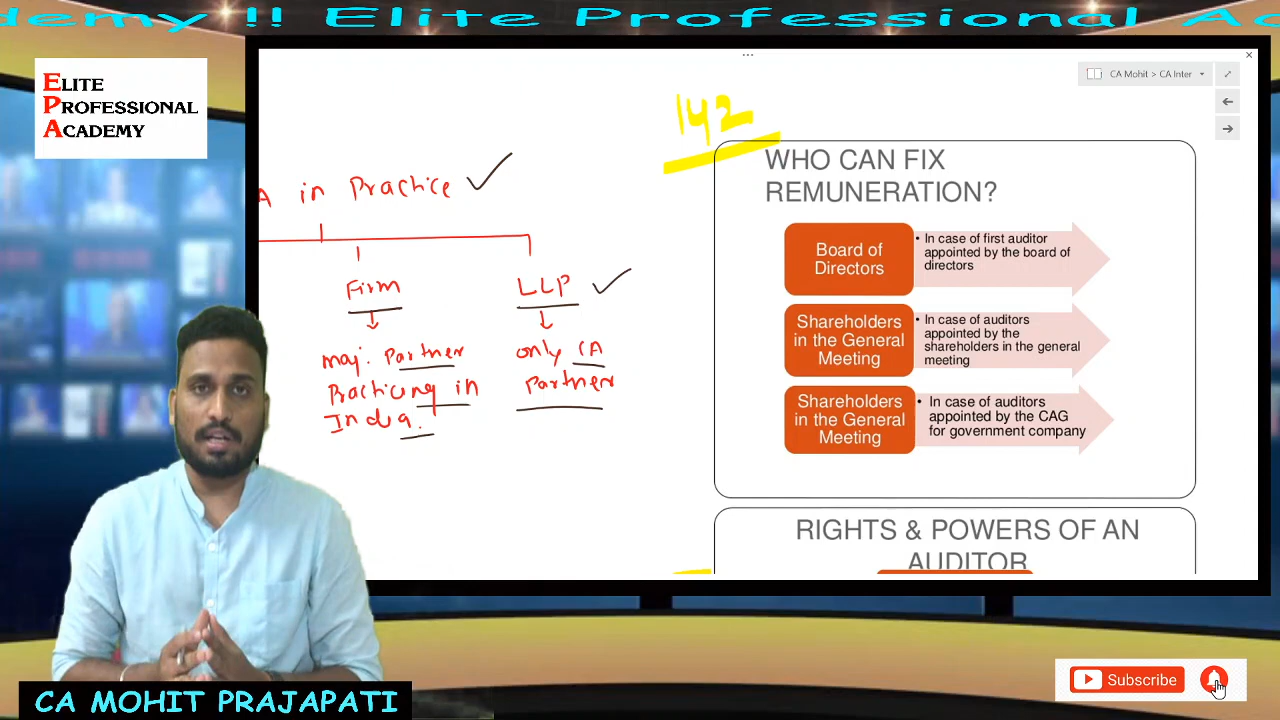 demy !! Elite Professional Ac
ELITE
PROFESSIONAL
ACADEMY
CA Mohit > CA Inter
142
A in Practice
Firm
LLP
maj. Partner
Practicing in
India.
only CA
Partner
WHO CAN FIX
REMUNERATION?
Board of
Directors
• In case of first auditor
appointed by the board of
directors
Shareholders
in the General
Meeting
• In case of auditors
appointed by the
shareholders in the general
meeting
Shareholders
in the General
Meeting
• In case of auditors
appointed by the CAG
for government company
RIGHTS & POWERS OF AN
AUDITOR
CA MOHIT PRAJAPATI
Subscribe